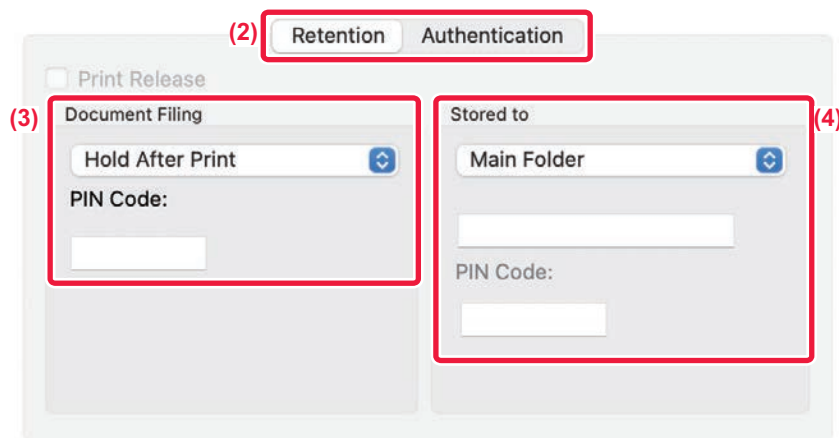 (2) Retention Authentication
Print Release
(3) Document Filing
Hold After Print
PIN Code:
Stored to (4)
Main Folder
PIN Code: